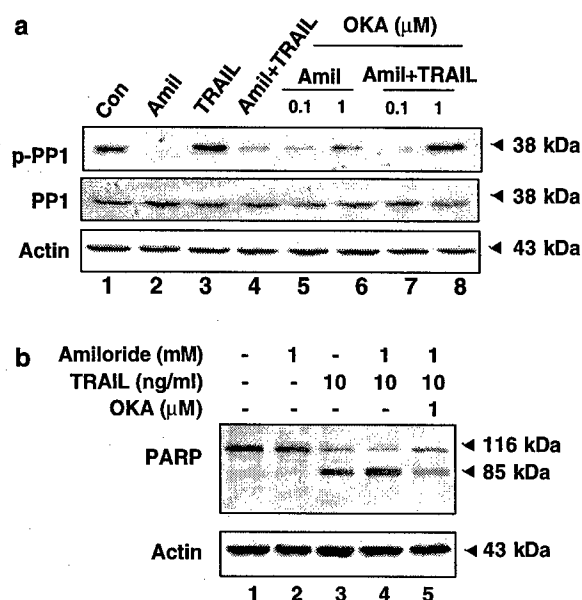 a
OKA (μM)
Con Amil TRAIL Amil+TRAIL Amil Amil+TRAIL
0.1 1 0.1 1
p-PP1 ◄ 38 kDa
PP1 ◄ 38 kDa
Actin ◄ 43 kDa
1 2 3 4 5 6 7 8
b
Amiloride (mM) - 1 - 1 1
TRAIL (ng/ml) - - 10 10 10
OKA (μM) - - - - 1
PARP ◄ 116 kDa
◄ 85 kDa
Actin ◄ 43 kDa
1 2 3 4 5